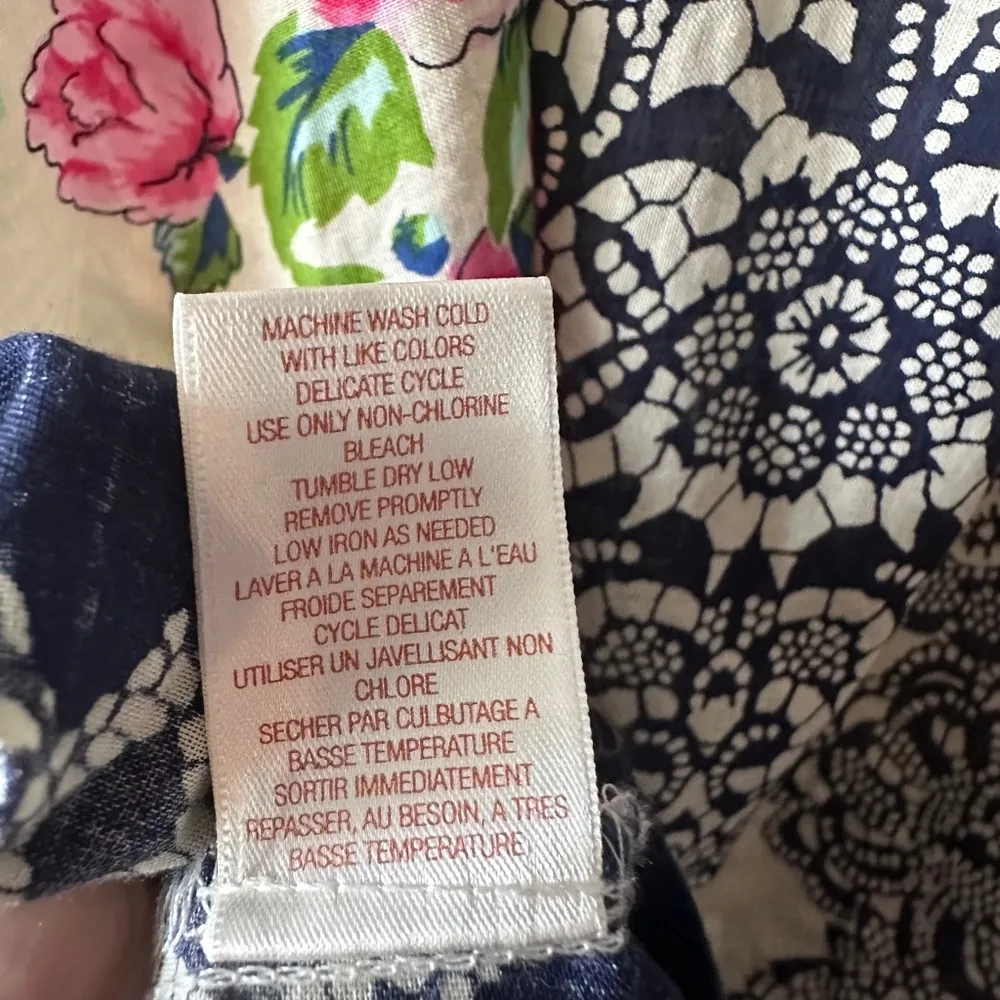 MACHINE WASH COLD
WITH LIKE COLORS
DELICATE CYCLE
USE ONLY NON-CHLORINE
BLEACH
TUMBLE DRY LOW
REMOVE PROMPTLY
LOW IRON AS NEEDED
LAVER A LA MACHINE A L'EAU
FROIDE SEPAREMENT
CYCLE DELICAT
UTILISER UN JAVELLISANT NON
CHLORE
SECHER PAR CULBUTAGE A
BASSE TEMPERATURE
SORTIR IMMEDIATEMENT
REPASSER, AU BESOIN, A TRES
BASSE TEMPERATURE